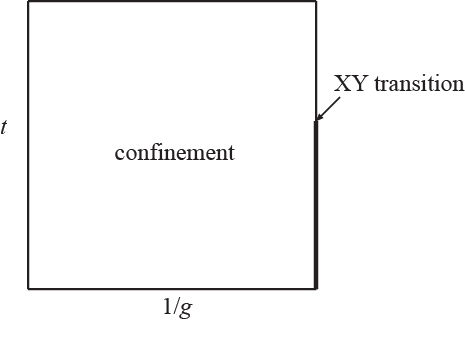 XY transition
t
confinement
1/g